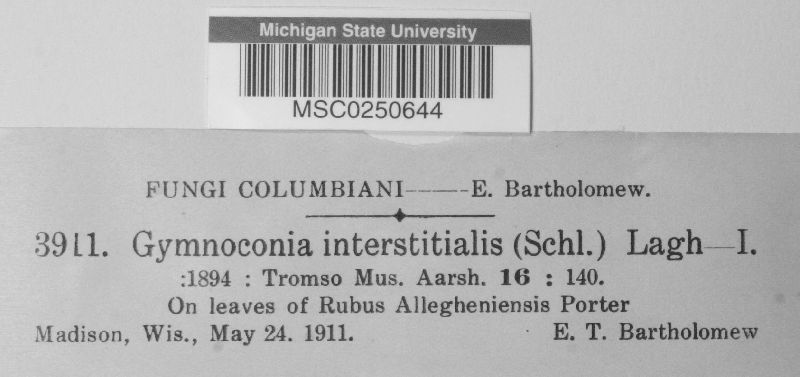 Michigan State University
MSC0250644
FUNGI COLUMBIANI——E. Bartholomew.
3911. Gymnoconia interstitialis (Schl.) Lagh—I.
:1894 : Tromso Mus. Aarsh. 16 : 140.
On leaves of Rubus Allegheniensis Porter
Madison, Wis., May 24. 1911. E. T. Bartholomew